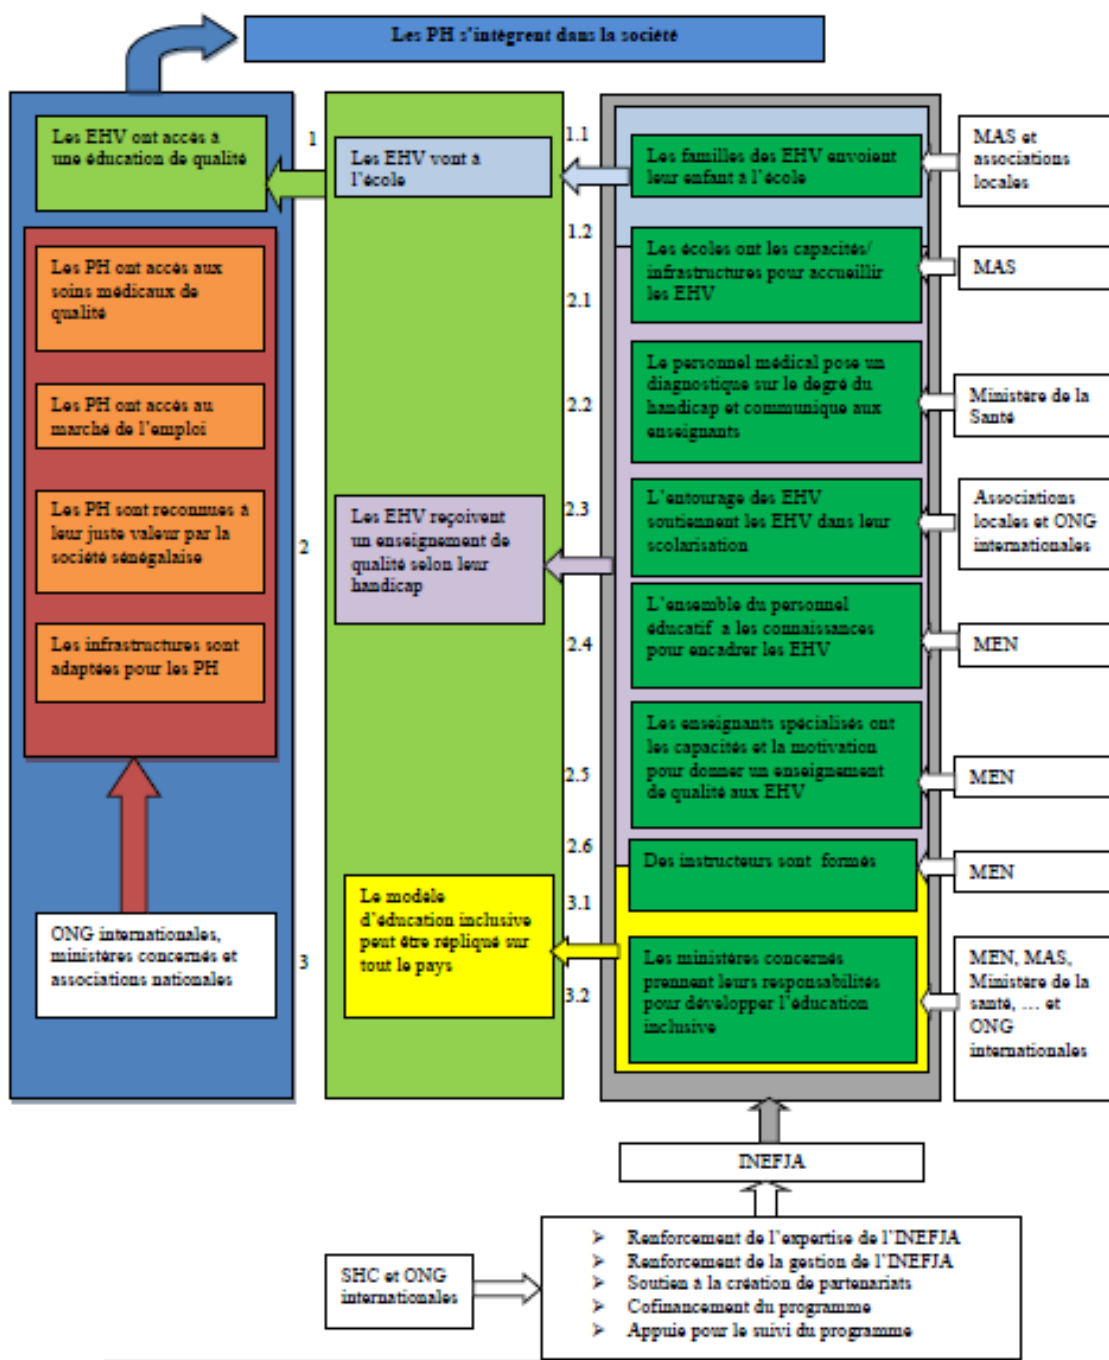 Les PH s'intègrent dans la société
Les EHV ont accès à
une éducation de qualité
Les PH ont accès aux
soins médicaux de
qualité
Les PH ont accès au
marché de l'emploi
Les PH sont reconnues à
leur juste valeur par la
société sénégalaise
Les infrastructures sont
adaptées pour les PH
ONG internationales,
ministères concernés et
associations nationales
1
2
3
Les EHV vont à
l'école
Les EHV reçoivent
un enseignement de
qualité selon leur
handicap
Le modèle
d'éducation inclusive
peut être répliqué sur
tout le pays
1.1
1.2
2.1
2.2
2.3
2.4
2.5
2.6
3.1
3.2
Les familles des EHV envoient
leur enfant à l'école
Les écoles ont les capacités/
infrastructures pour accueillir
les EHV
Le personnel médical pose un
diagnostique sur le degré du
handicap et communique aux
enseignants
L'entourage des EHV
soutiennent les EHV dans leur
scolarisation
L'ensemble du personnel
éducatif a les connaissances
pour encadrer les EHV
Les enseignants spécialisés ont
les capacités et la motivation
pour donner un enseignement
de qualité aux EHV
Des instructeurs sont formés
Les ministères concernés
prennent leurs responsabilités
pour développer l'éducation
inclusive
MAS et
associations
locales
MAS
Ministère de la
Santé
Associations
locales et ONG
internationales
MEN
MEN
MEN
MEN, MAS,
Ministère de la
santé, … et
ONG
internationales
INEFJA
SHC et ONG
internationales
➤ Renforcement de l'expertise de l'INEFJA
➤ Renforcement de la gestion de l'INEFJA
➤ Soutien à la création de partenariats
➤ Cofinancement du programme
➤ Appuie pour le suivi du programme